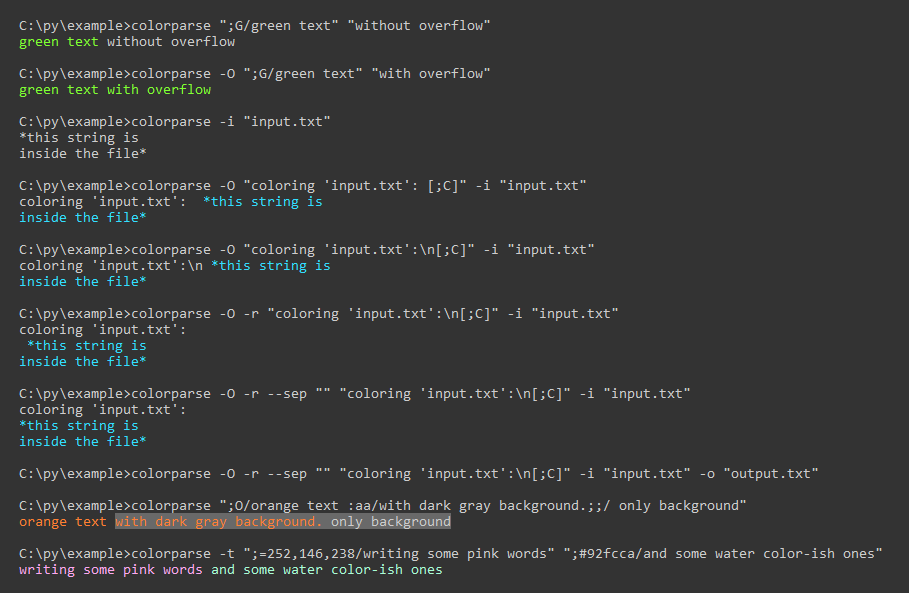 C:\py\example>colorparse ";G/green text" "without overflow"
green text without overflow
C:\py\example>colorparse -O ";G/green text" "with overflow"
green text with overflow
C:\py\example>colorparse -i "input.txt"
*this string is
inside the file*
C:\py\example>colorparse -O "coloring 'input.txt': [;C]" -i "input.txt"
coloring 'input.txt':  *this string is
inside the file*
C:\py\example>colorparse -O "coloring 'input.txt':\n[;C]" -i "input.txt"
coloring 'input.txt':\n *this string is
inside the file*
C:\py\example>colorparse -O -r "coloring 'input.txt':\n[;C]" -i "input.txt"
coloring 'input.txt':
 *this string is
inside the file*
C:\py\example>colorparse -O -r --sep "" "coloring 'input.txt':\n[;C]" -i "input.txt"
coloring 'input.txt':
*this string is
inside the file*
C:\py\example>colorparse -O -r --sep "" "coloring 'input.txt':\n[;C]" -i "input.txt" -o "output.txt"
C:\py\example>colorparse ";O/orange text :aa/with dark gray background.;;/ only background"
orange text with dark gray background. only background
C:\py\example>colorparse -t ";=252,146,238/writing some pink words" ";#92fcca/and some water color-ish ones"
writing some pink words and some water color-ish ones